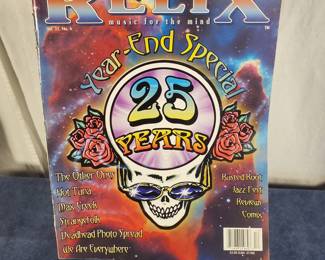 RELIX
music for the mind
Year-End Special
25
YEARS
The Other Ones
Hot Tuna
Max Creek
Strangefolk
Deadhead Photo Spread
We Are Everywhere
Rusted Root
Jazz Fest
Comix